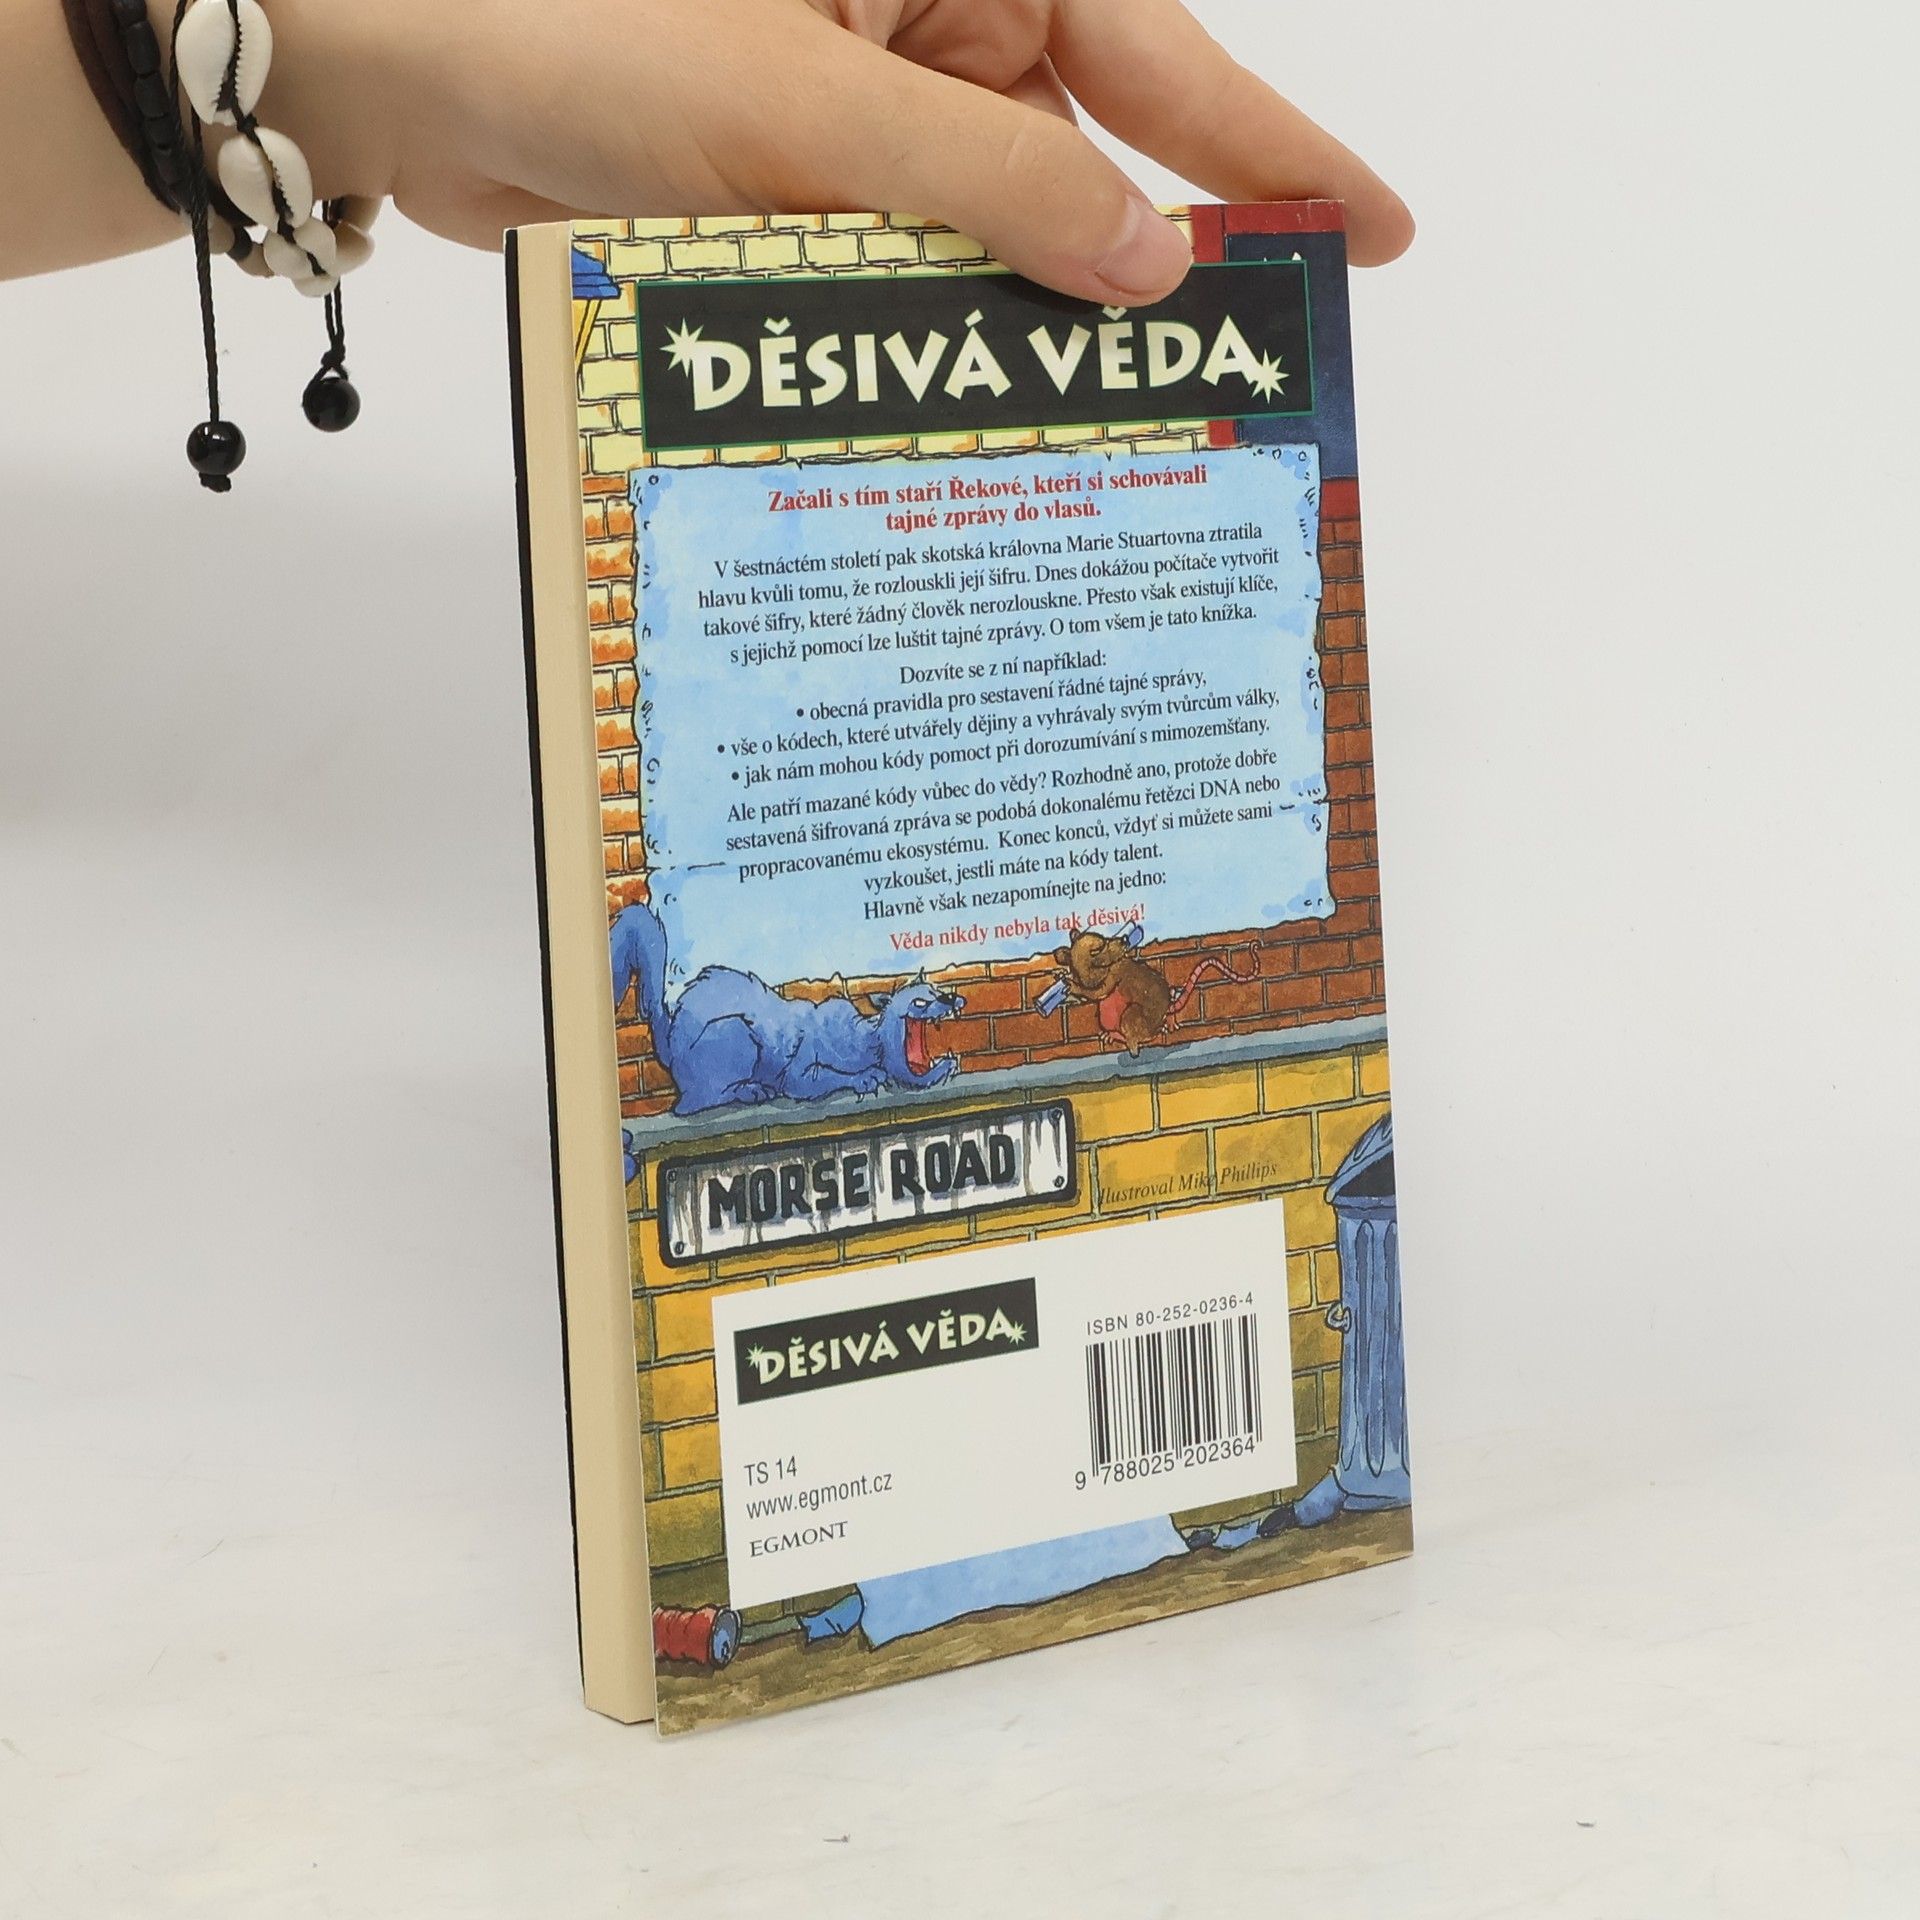 DĚSIVÁ VĚDA
Začali s tím staří Řekové, kteří si schovávali
tajné zprávy do vlasů.
V šestnáctém století pak skotská královna Marie Stuartovna ztratila
hlavu kvůli tomu, že rozlouskli její šifru. Dnes dokážou počítače vytvořit
takové šifry, které žádný člověk nerozlouskne. Přesto však existují klíče,
s jejichž pomocí lze luštit tajné zprávy. O tom všem je tato knížka.
Dozvíte se z ní například:
• obecná pravidla pro sestavení řádné tajné správy,
• vše o kódech, které utvářely dějiny a vyhrávaly svým tvůrcům války,
• jak nám mohou kódy pomoct při dorozumívání s mimozemšťany.
Ale patří mazané kódy vůbec do vědy? Rozhodně ano, protože dobře
sestavená šifrovaná zpráva se podobá dokonalému řetězci DNA nebo
propracovanému ekosystému. Konec konců, vždyť si můžete sami
vyzkoušet, jestli máte na kódy talent.
Hlavně však nezapomínejte na jedno:
Věda nikdy nebyla tak děsivá!
MORSE ROAD
Ilustroval Mike Phillips
DĚSIVÁ VĚDA
ISBN 80-252-0236-4
9 788025 202364
TS 14
www.egmont.cz
EGMONT